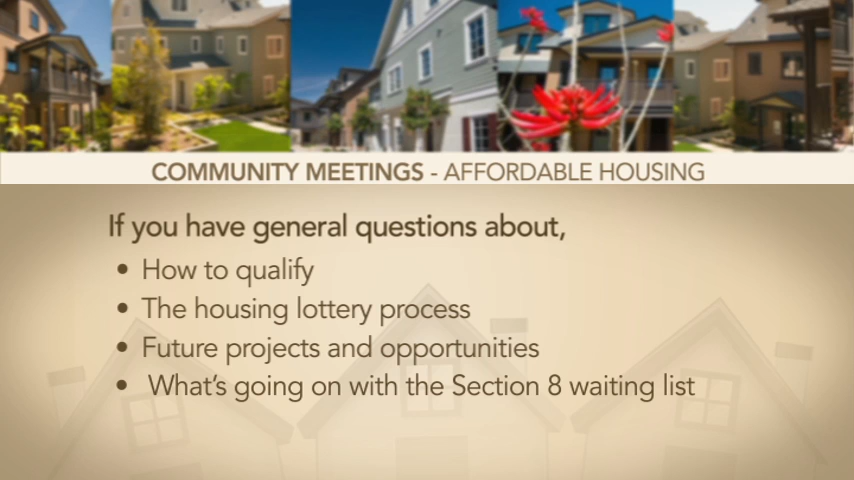 COMMUNITY MEETINGS - AFFORDABLE HOUSING
If you have general questions about,
• How to qualify
• The housing lottery process
• Future projects and opportunities
• What's going on with the Section 8 waiting list